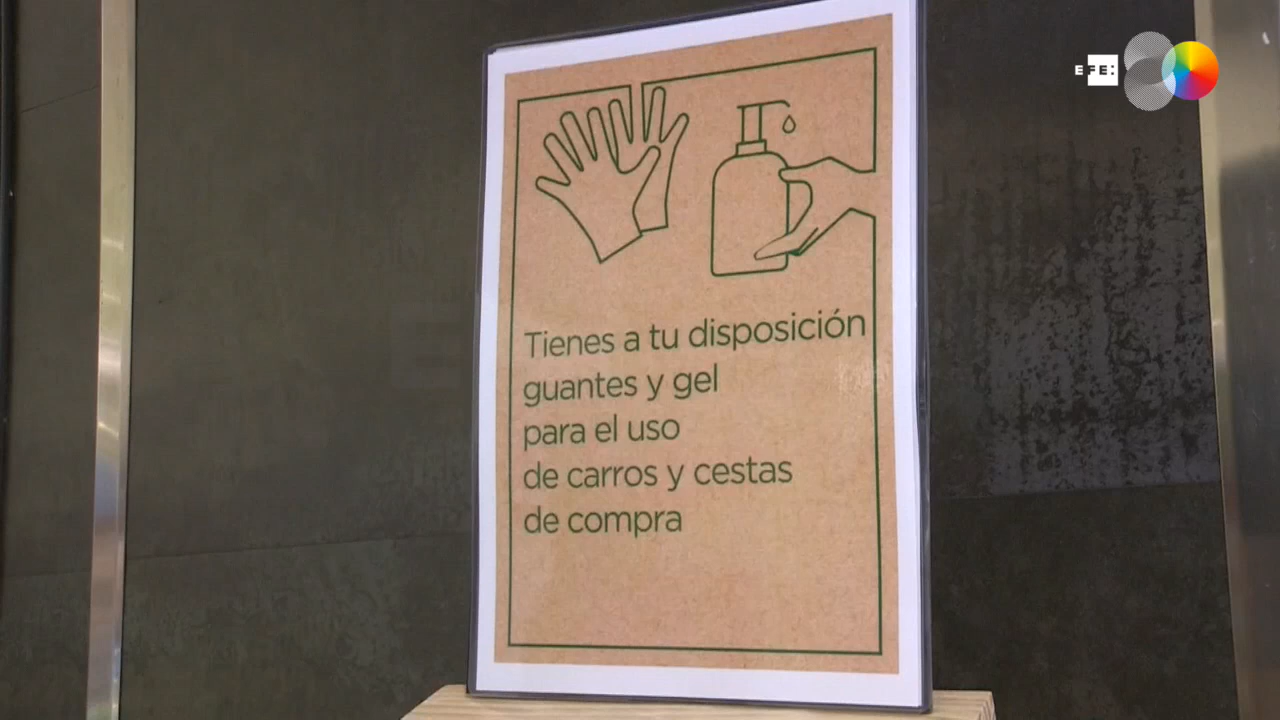 EFE:
Tienes a tu disposición
guantes y gel
para el uso
de carros y cestas
de compra